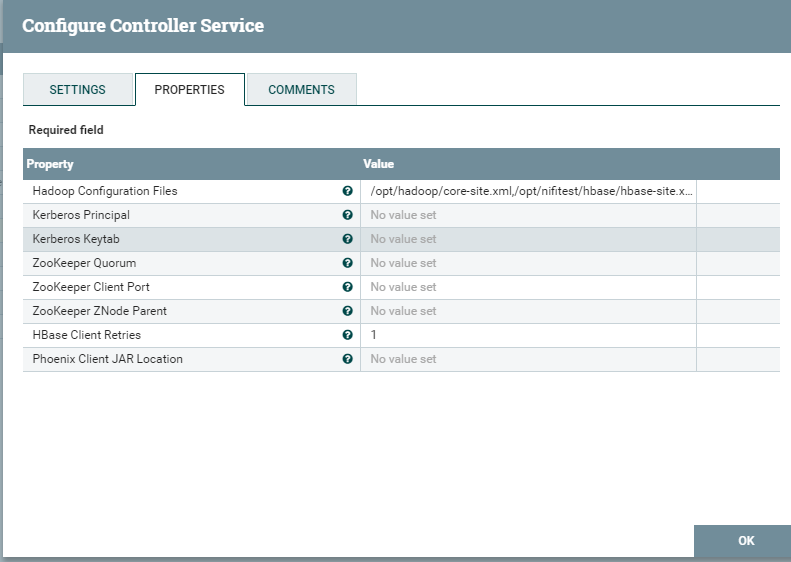 Configure Controller Service
SETTINGS PROPERTIES COMMENTS
Required field
Property Value
Hadoop Configuration Files ? /opt/hadoop/core-site.xml,/opt/nifitest/hbase/hbase-site.x...
Kerberos Principal ? No value set
Kerberos Keytab ? No value set
ZooKeeper Quorum ? No value set
ZooKeeper Client Port ? No value set
ZooKeeper ZNode Parent ? No value set
HBase Client Retries ? 1
Phoenix Client JAR Location ? No value set
OK